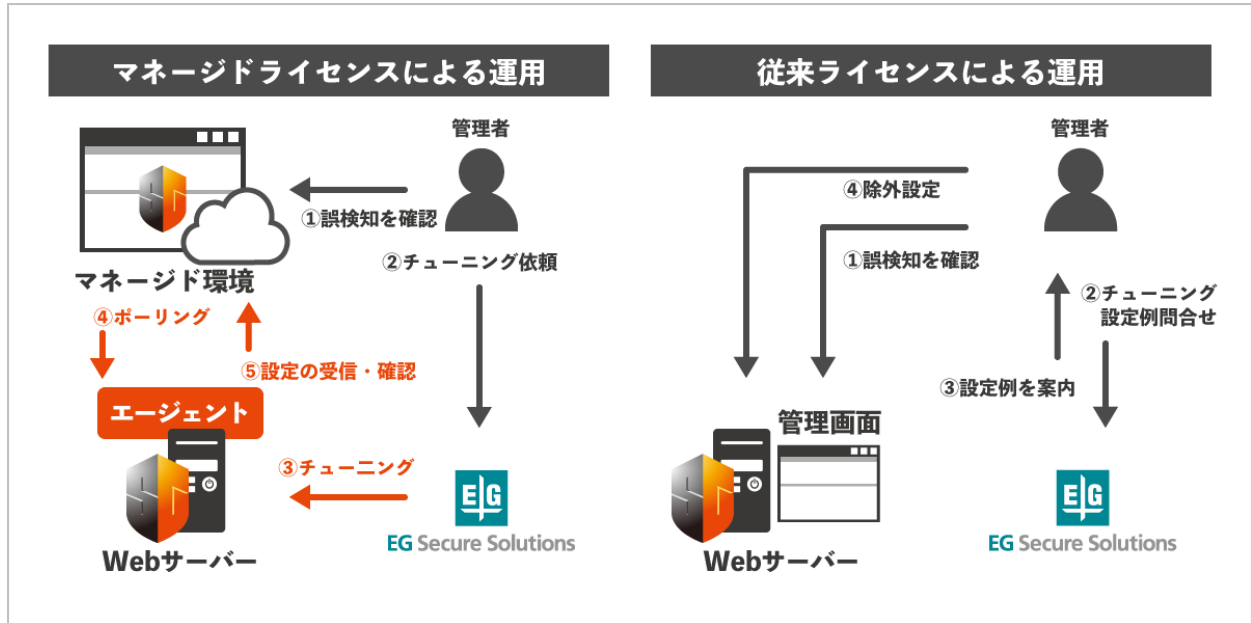 マネージドライセンスによる運用
管理者
①誤検知を確認
②チューニング依頼
マネージド環境
④ポーリング
⑤設定の受信・確認
エージェント
③チューニング
Webサーバー
EG
EG Secure Solutions
従来ライセンスによる運用
管理者
④除外設定
①誤検知を確認
②チューニング
設定例問合せ
③設定例を案内
管理画面
Webサーバー
EG
EG Secure Solutions